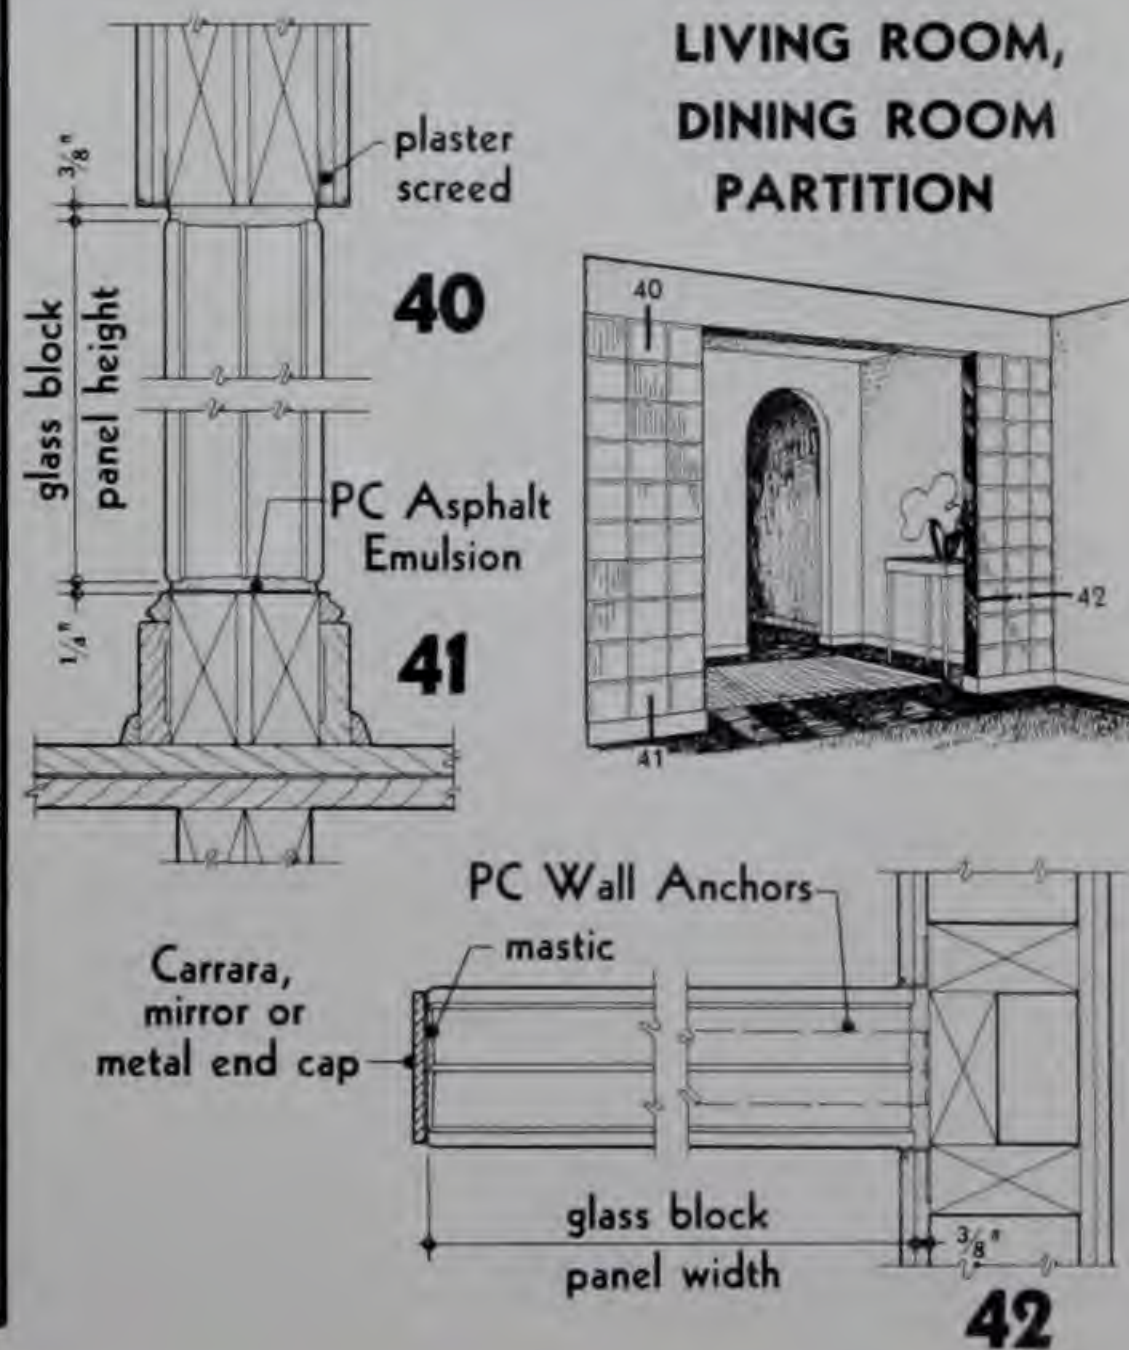 LIVING ROOM,
DINING ROOM
PARTITION
3/8"
plaster
screed
40
glass block
panel height
PC Asphalt
Emulsion
1/4"
41
40
42
41
PC Wall Anchors
mastic
Carrara,
mirror or
metal end cap
glass block
panel width
3/8"
42